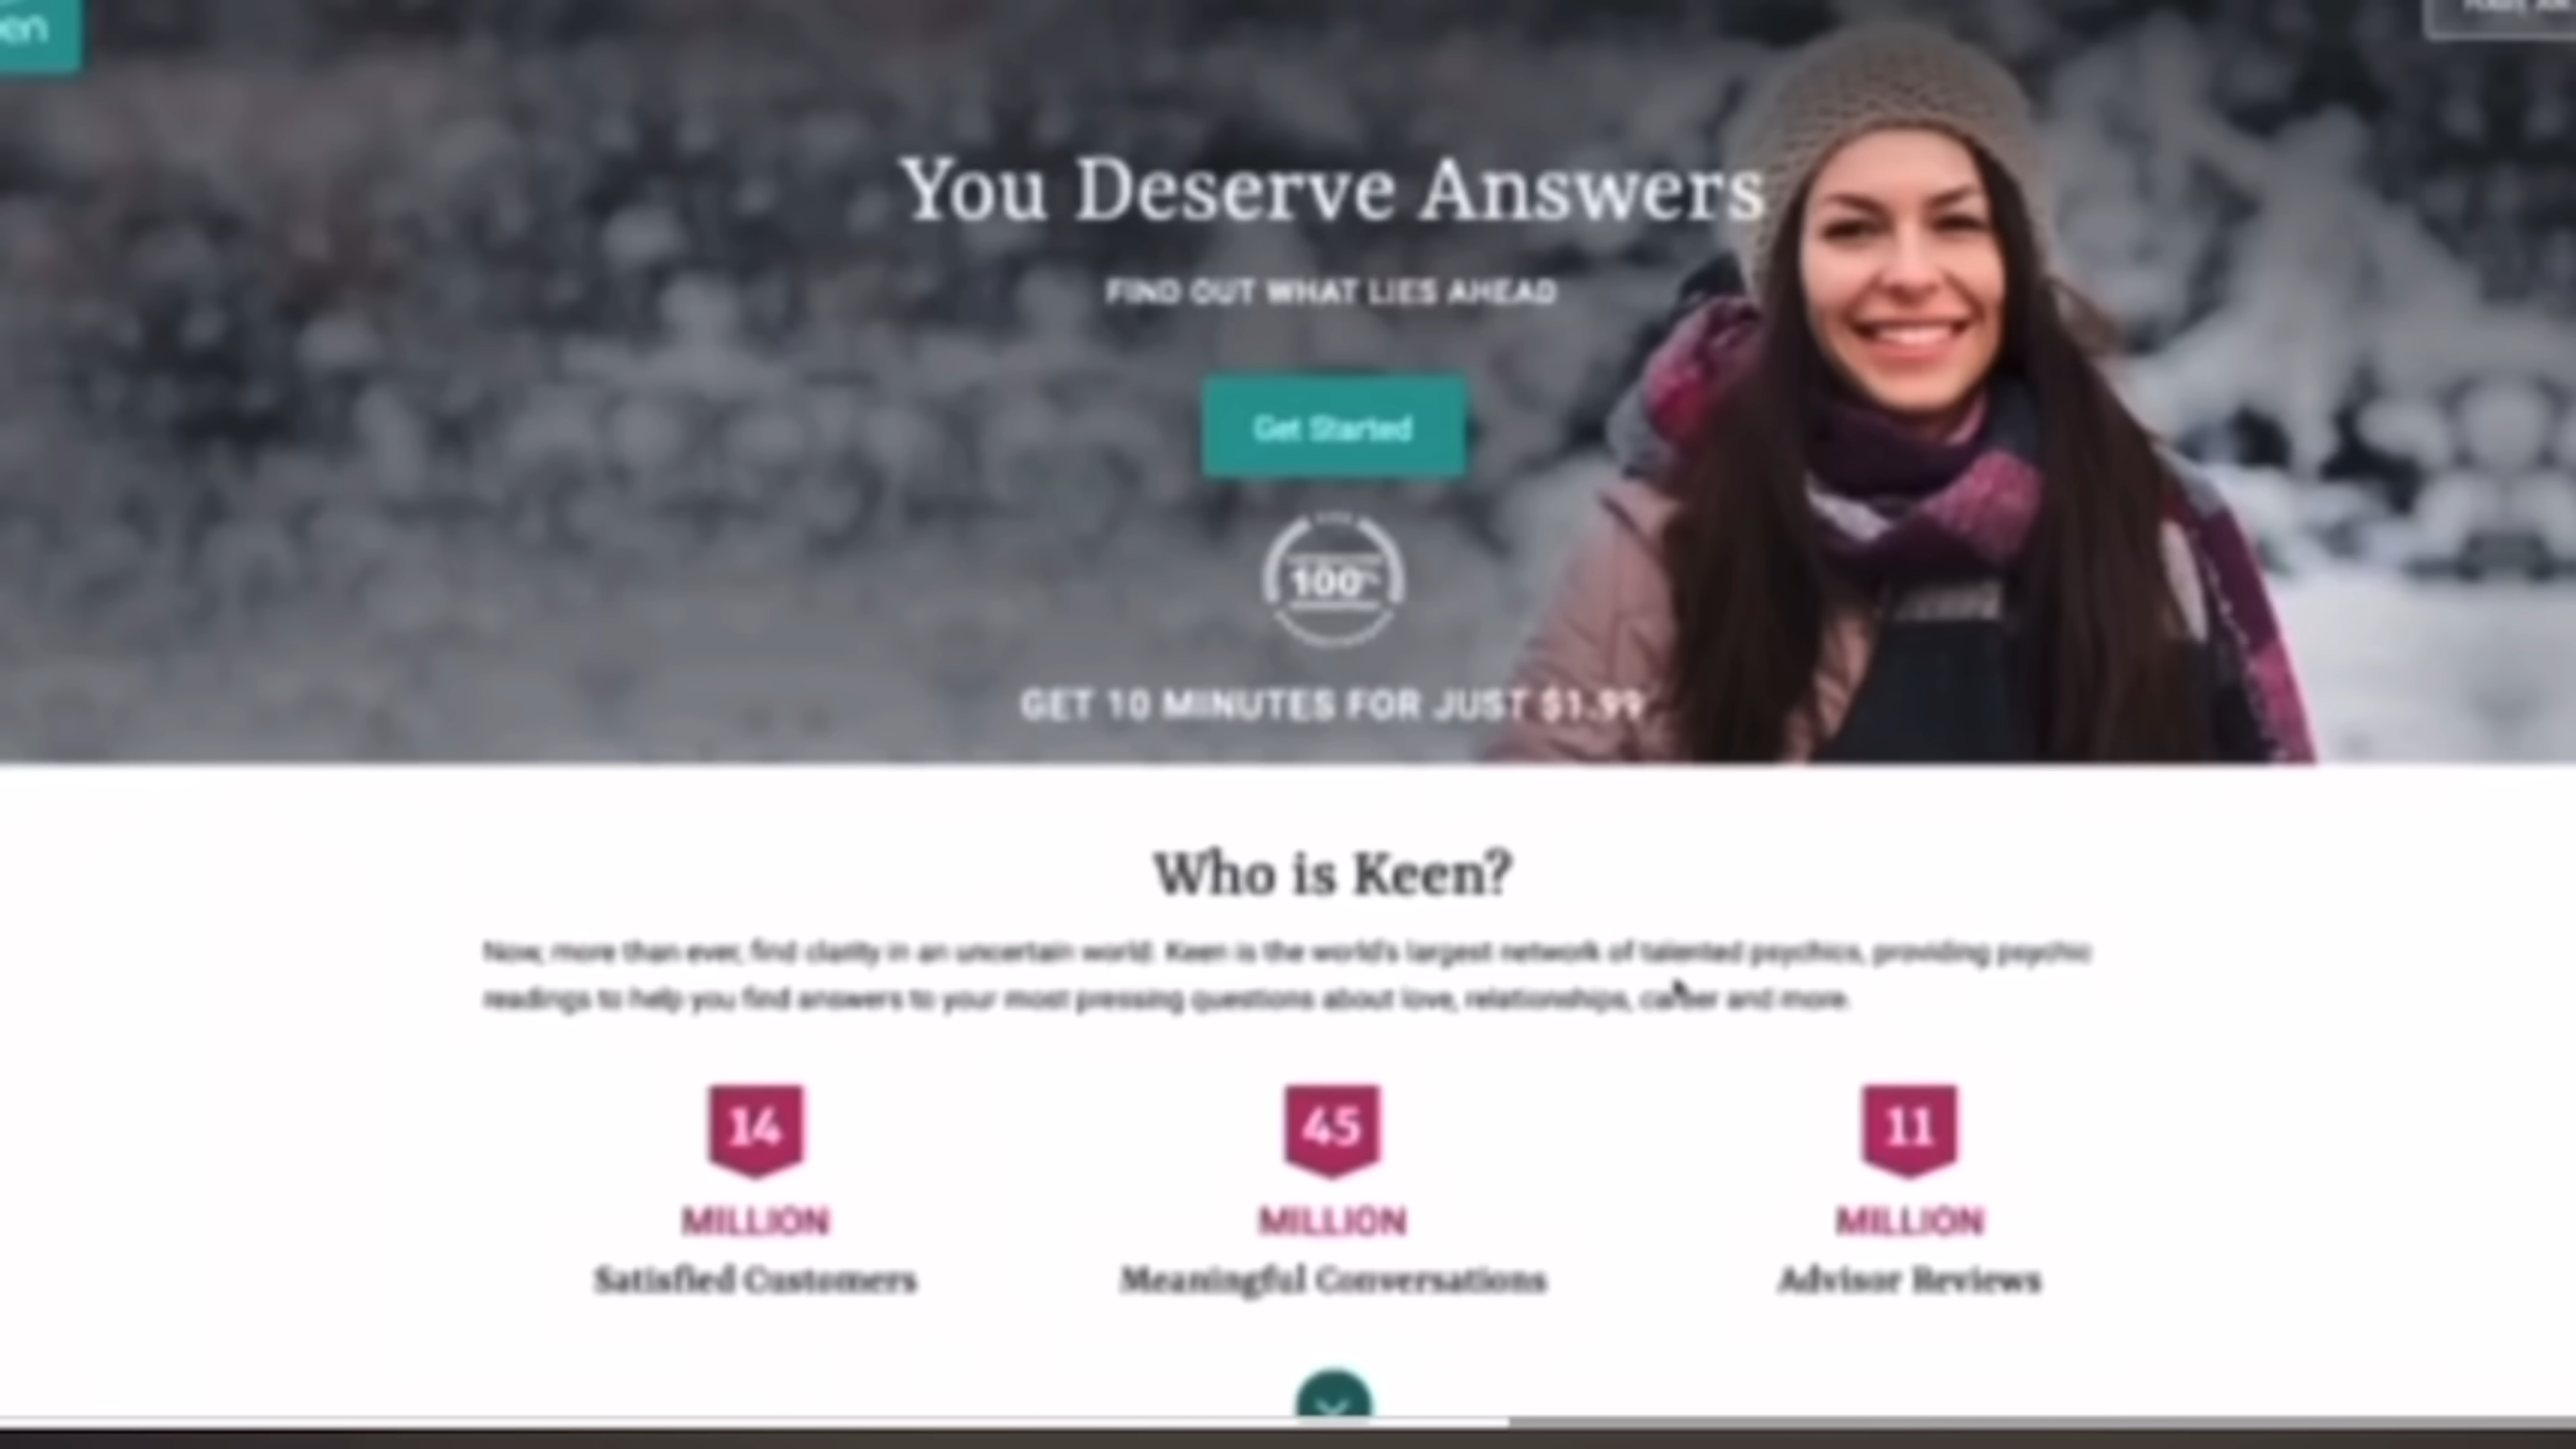 You Deserve Answers
FIND OUT WHAT LIES AHEAD
Get Started
100%
GET 10 MINUTES FOR JUST $1.99
Who is Keen?
Now, more than ever, find clarity in an uncertain world. Keen is the world's largest network of talented psychics, providing psychic
readings to help you find answers to your most pressing questions about love, relationships, career and more.
14
45
11
MILLION
MILLION
MILLION
Satisfied Customers
Meaningful Conversations
Advisor Reviews